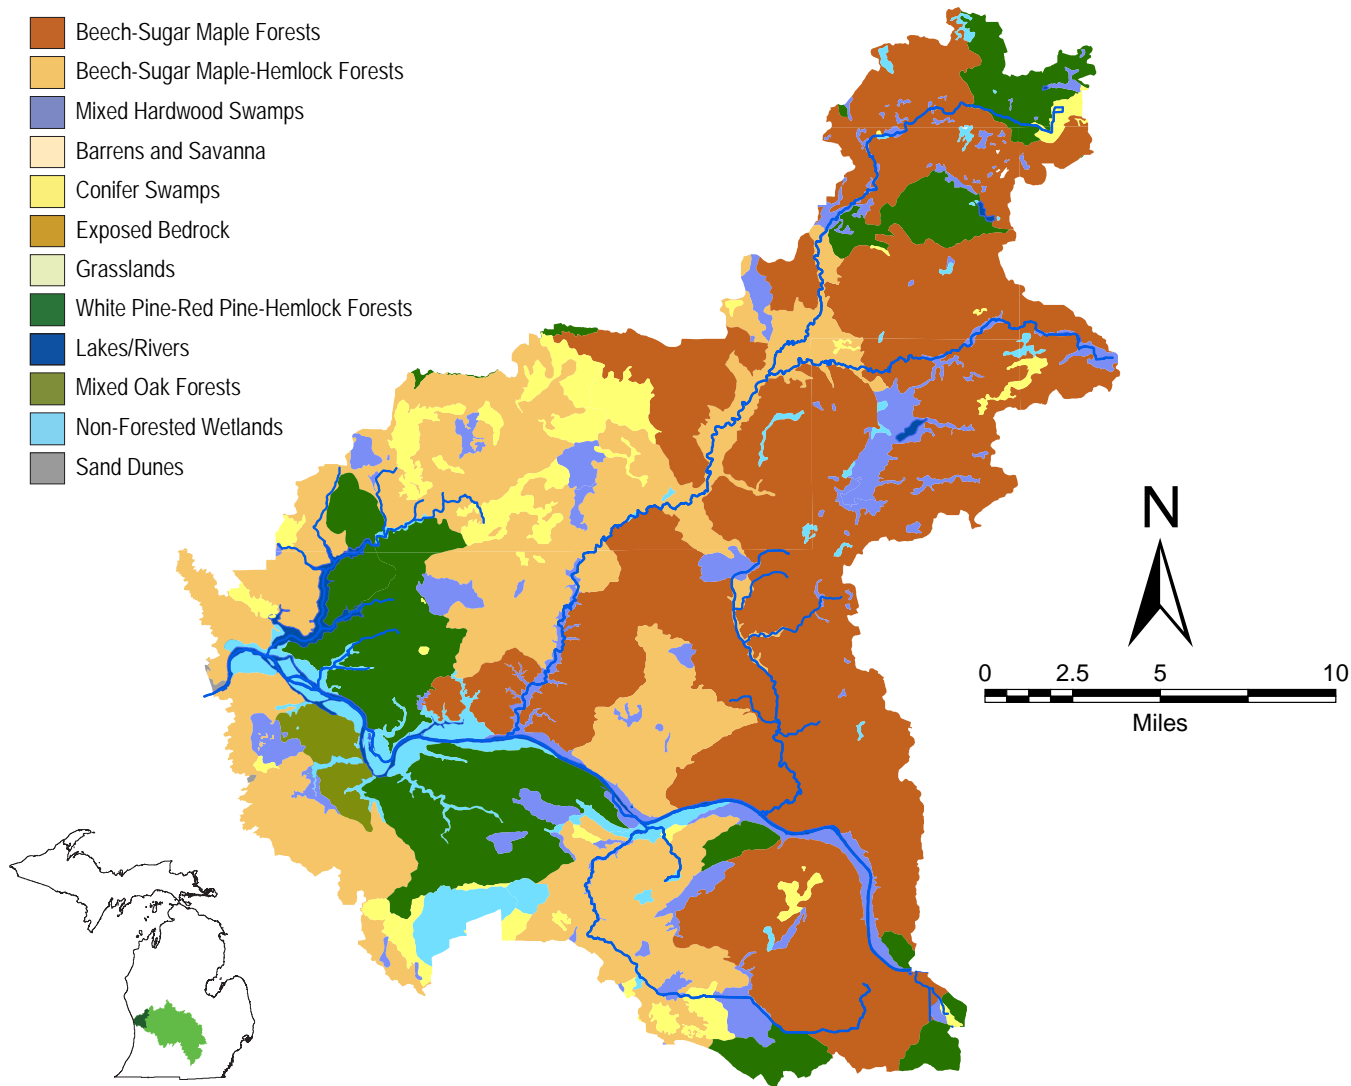 Beech-Sugar Maple Forests
Beech-Sugar Maple-Hemlock Forests
Mixed Hardwood Swamps
Barrens and Savanna
Conifer Swamps
Exposed Bedrock
Grasslands
White Pine-Red Pine-Hemlock Forests
Lakes/Rivers
Mixed Oak Forests
Non-Forested Wetlands
Sand Dunes
N
0 2.5 5 10
Miles